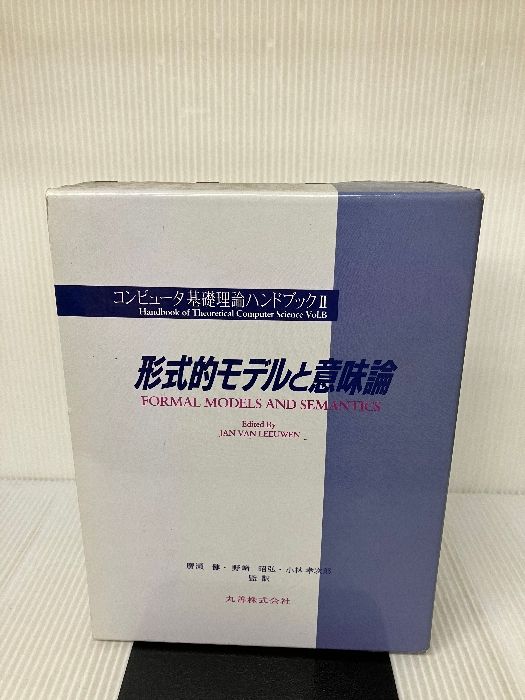 コンピュータ基礎理論ハンドブックⅡ
Handbook of Theoretical Computer Science Vol.B
形式的モデルと意味論
FORMAL MODELS AND SEMANTICS
Edited By
JAN VAN LEEUWEN
廣瀬 健・野崎 昭弘・小林孝次郎
監訳
丸善株式会社